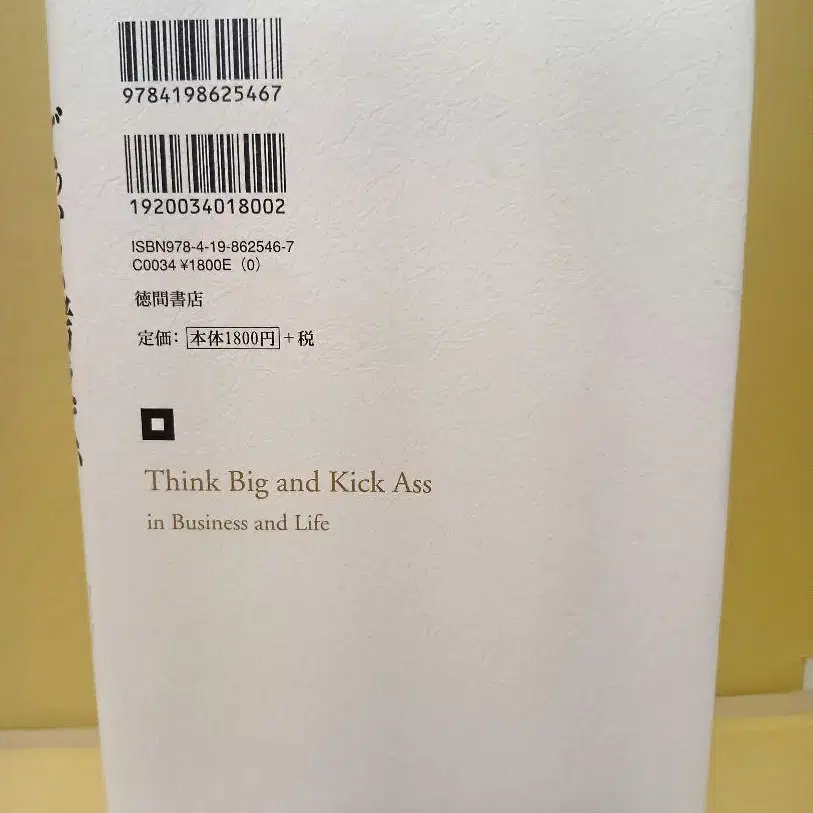 9784198625467
1920034018002
ISBN978-4-19-862546-7
C0034 ¥1800E (0)
徳間書店
定価: 本体1800円+税
Think Big and Kick Ass
in Business and Life